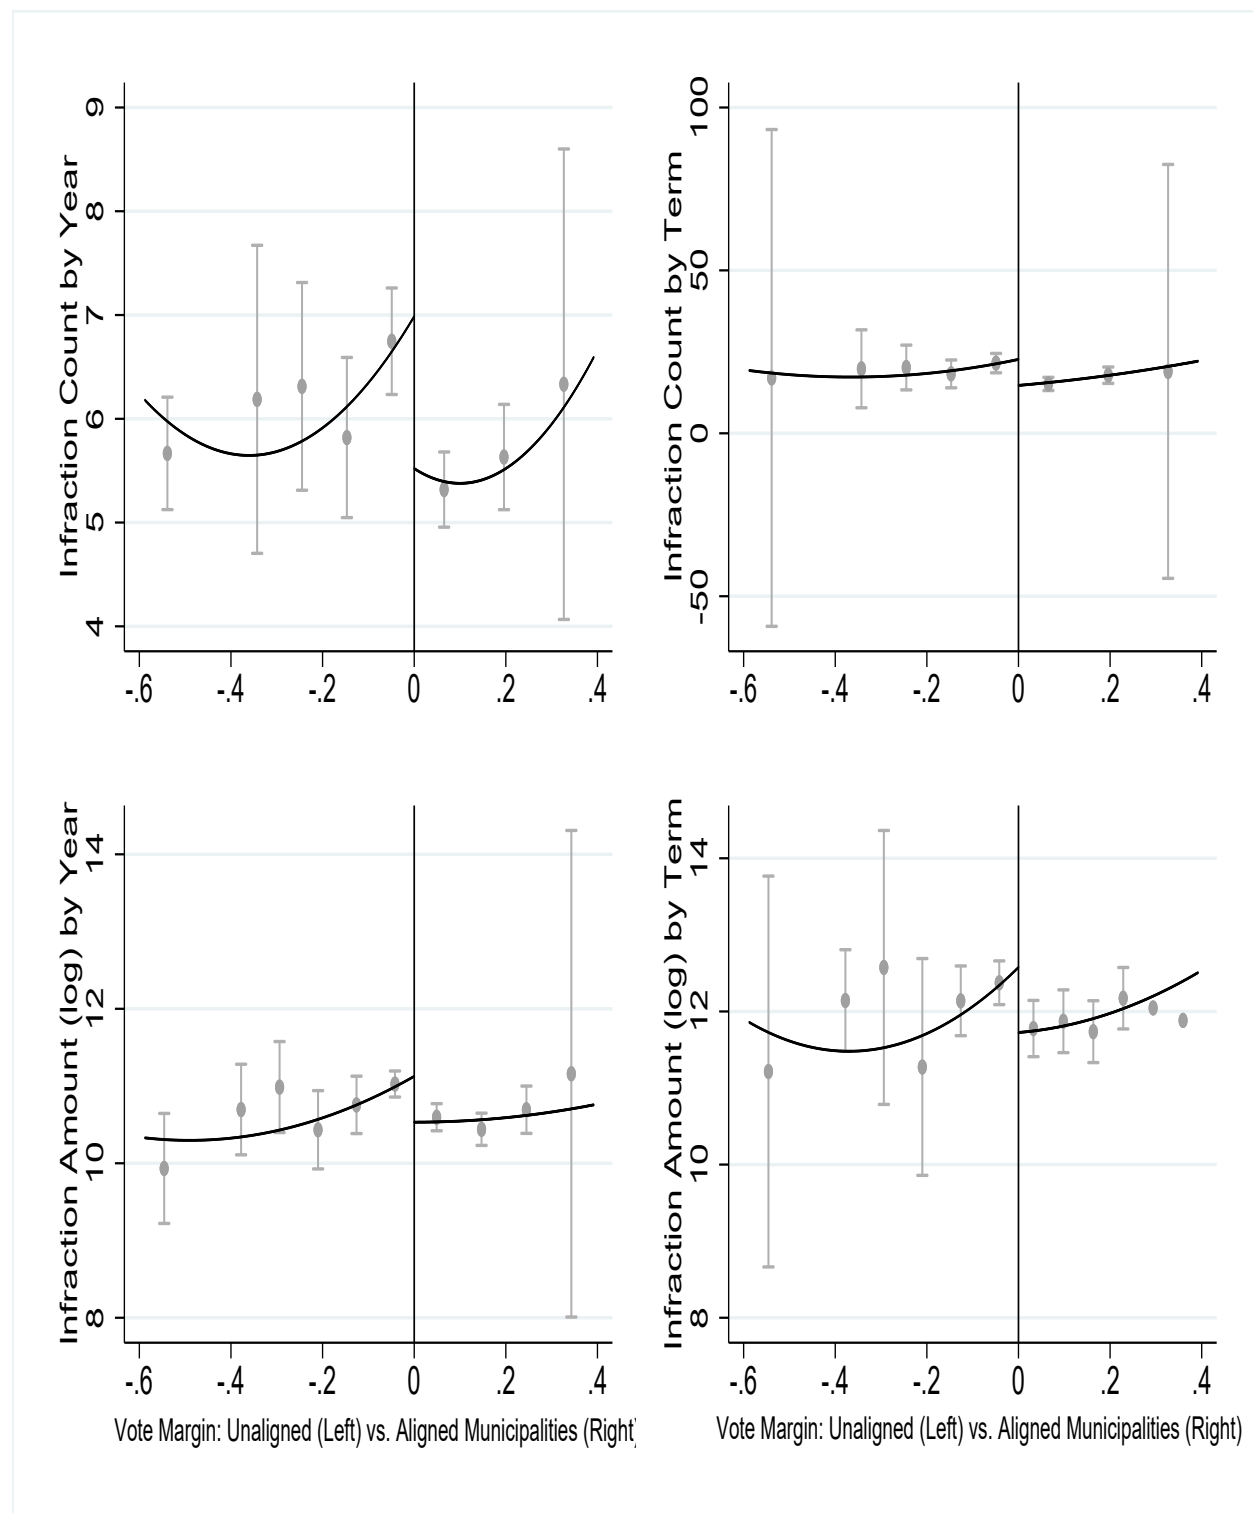 Infraction Count by Year
9
8
7
6
5
4
-.6 -.4 -.2 0 .2 .4
Infraction Count by Term
100
50
0
-50
-.6 -.4 -.2 0 .2 .4
Infraction Amount (log) by Year
14
12
10
8
-.6 -.4 -.2 0 .2 .4
Vote Margin: Unaligned (Left) vs. Aligned Municipalities (Right)
Infraction Amount (log) by Term
14
12
10
8
-.6 -.4 -.2 0 .2 .4
Vote Margin: Unaligned (Left) vs. Aligned Municipalities (Right)